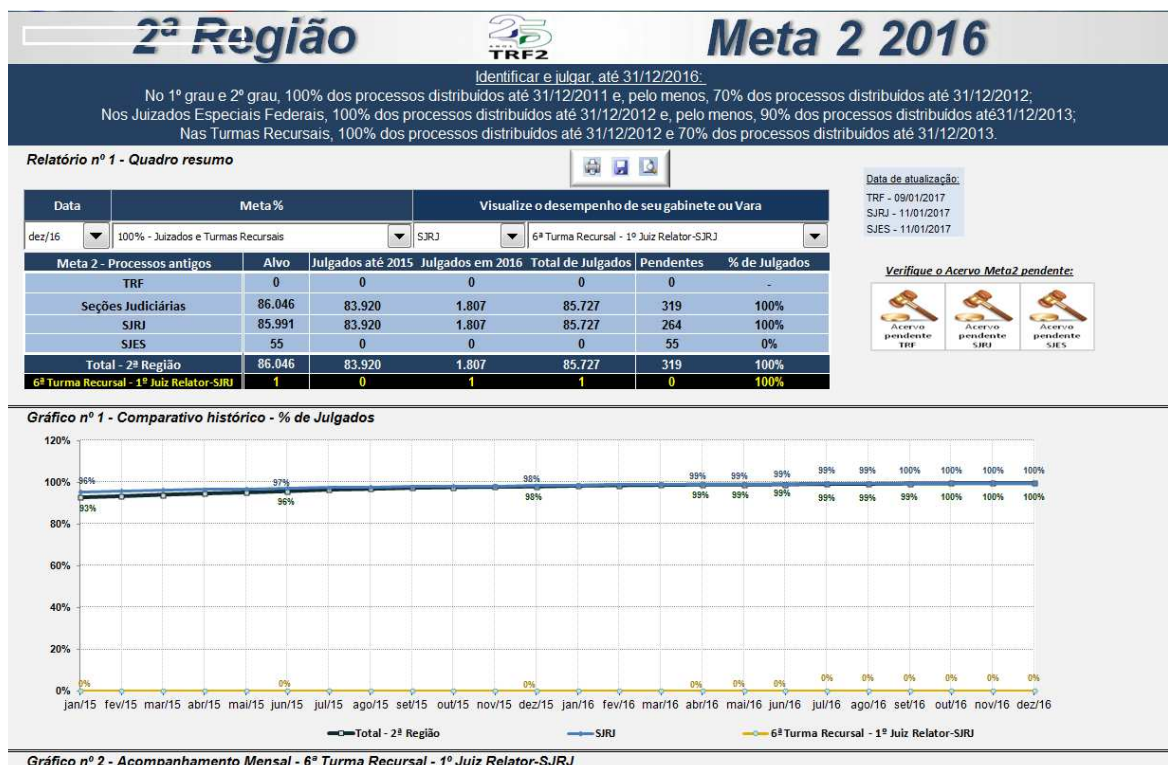 2ª Região
25
ANOS
TRF2
Meta 2 2016
Identificar e julgar, até 31/12/2016:
No 1º grau e 2º grau, 100% dos processos distribuídos até 31/12/2011 e, pelo menos, 70% dos processos distribuídos até 31/12/2012;
Nos Juizados Especiais Federais, 100% dos processos distribuídos até 31/12/2012 e, pelo menos, 90% dos processos distribuídos até31/12/2013;
Nas Turmas Recursais, 100% dos processos distribuídos até 31/12/2012 e 70% dos processos distribuídos até 31/12/2013.
Relatório nº 1 - Quadro resumo
Data de atualização:
TRF - 09/01/2017
SJRJ - 11/01/2017
SJES - 11/01/2017
Data Meta% Visualize o desempenho de seu gabinete ou Vara
dez/16 100% - Juizados e Turmas Recursais SJRJ 6ª Turma Recursal - 1º Juiz Relator-SJRJ
Meta 2 - Processos antigos Alvo Julgados até 2015 Julgados em 2016 Total de Julgados Pendentes % de Julgados
TRF 0 0 0 0 0 -
Seções Judiciárias 86.046 83.920 1.807 85.727 319 100%
SJRJ 85.991 83.920 1.807 85.727 264 100%
SJES 55 0 0 0 55 0%
Total - 2ª Região 86.046 83.920 1.807 85.727 319 100%
6ª Turma Recursal - 1º Juiz Relator-SJRJ 1 0 1 1 0 100%
Verifique o Acervo Meta2 pendente:
Acervo pendente TRF
Acervo pendente SJRJ
Acervo pendente SJES
Gráfico nº 1 - Comparativo histórico - % de Julgados
120%
100%
80%
60%
40%
20%
0%
96% 97% 98% 99% 99% 99% 99% 99% 100% 100% 100% 100%
93% 96% 98% 99% 99% 99% 99% 99% 99% 100% 100% 100%
0% 0% 0% 0% 0% 0% 0% 0% 0% 0% 0% 0%
jan/15 fev/15 mar/15 abr/15 mai/15 jun/15 jul/15 ago/15 set/15 out/15 nov/15 dez/15 jan/16 fev/16 mar/16 abr/16 mai/16 jun/16 jul/16 ago/16 set/16 out/16 nov/16 dez/16
Total - 2ª Região SJRJ 6ª Turma Recursal - 1º Juiz Relator-SJRJ
Gráfico nº 2 - Acompanhamento Mensal - 6ª Turma Recursal - 1º Juiz Relator-SJRJ